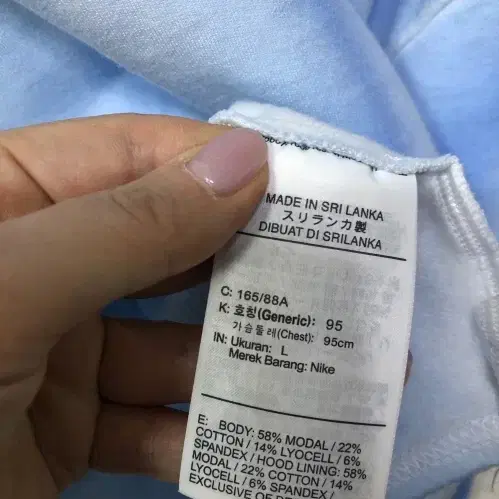 MADE IN SRI LANKA
スリランカ製
DIBUAT DI SRILANKA
C: 165/88A
K: 호칭(Generic): 95
가슴둘레(Chest): 95cm
IN: Ukuran: L
Merek Barang: Nike
E: BODY: 58% MODAL / 22%
COTTON / 14% LYOCELL / 6%
SPANDEX / HOOD LINING: 58%
MODAL / 22% COTTON / 14%
LYOCELL / 6% SPANDEX /
EXCLUSIVE OF